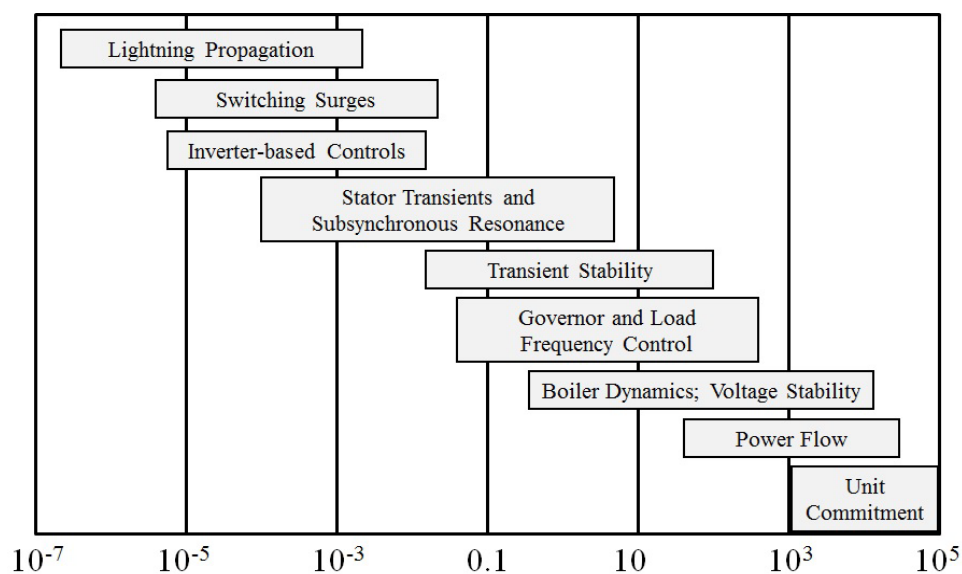 Lightning Propagation
Switching Surges
Inverter-based Controls
Stator Transients and
Subsynchronous Resonance
Transient Stability
Governor and Load
Frequency Control
Boiler Dynamics; Voltage Stability
Power Flow
Unit
Commitment
10⁻⁷ 10⁻⁵ 10⁻³ 0.1 10 10³ 10⁵